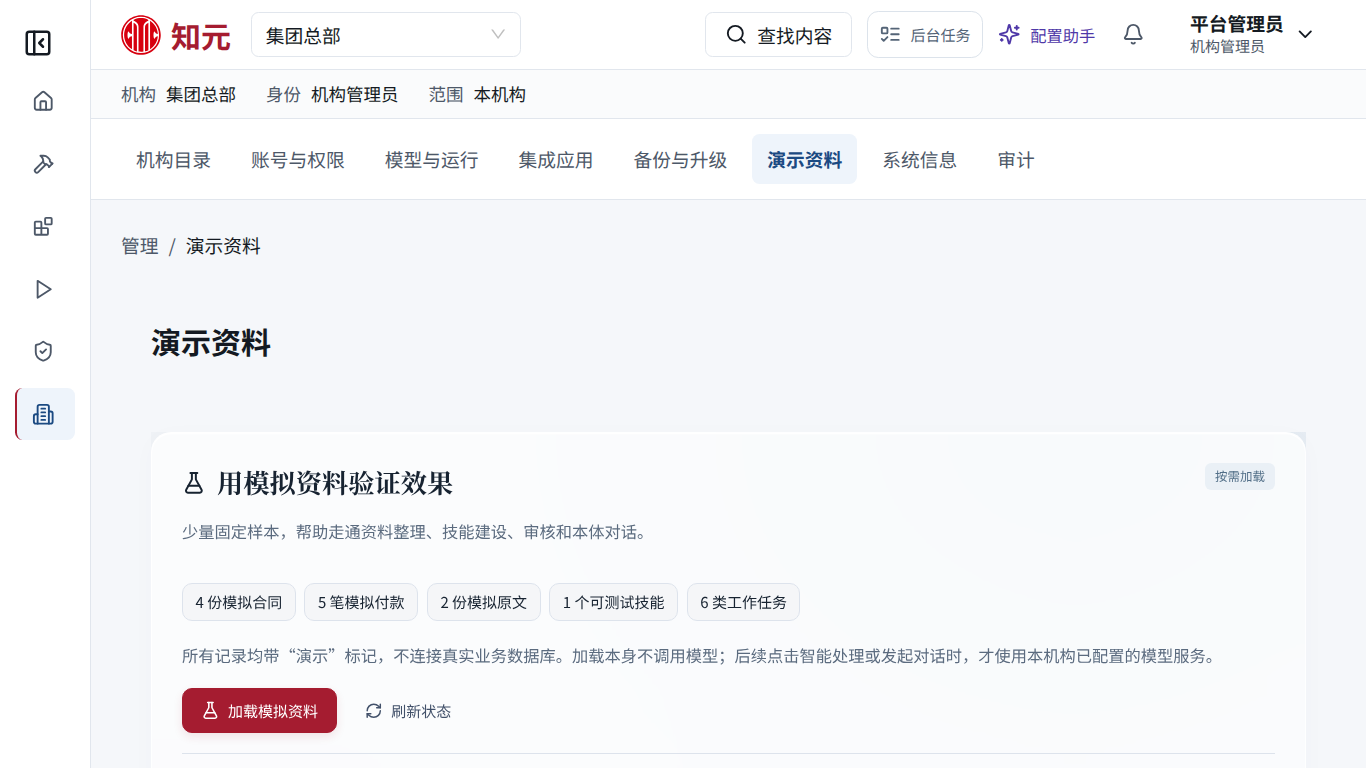 知元
集团总部
查找内容
后台任务
配置助手
平台管理员
机构管理员
机构 集团总部 身份 机构管理员 范围 本机构
机构目录 账号与权限 模型与运行 集成应用 备份与升级 演示资料 系统信息 审计
管理 / 演示资料
演示资料
用模拟资料验证效果
按需加载
少量固定样本，帮助走通资料整理、技能建设、审核和本体对话。
4 份模拟合同 5 笔模拟付款 2 份模拟原文 1 个可测试技能 6 类工作任务
所有记录均带“演示”标记，不连接真实业务数据库。加载本身不调用模型；后续点击智能处理或发起对话时，才使用本机构已配置的模型服务。
加载模拟资料 刷新状态